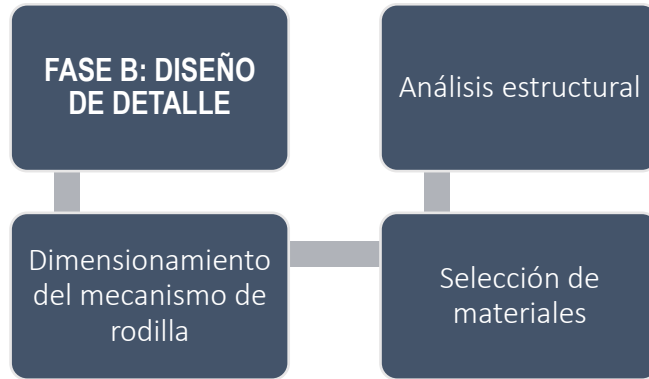 FASE B: DISEÑO
DE DETALLE
Dimensionamiento
del mecanismo de
rodilla
Selección de
materiales
Análisis estructural